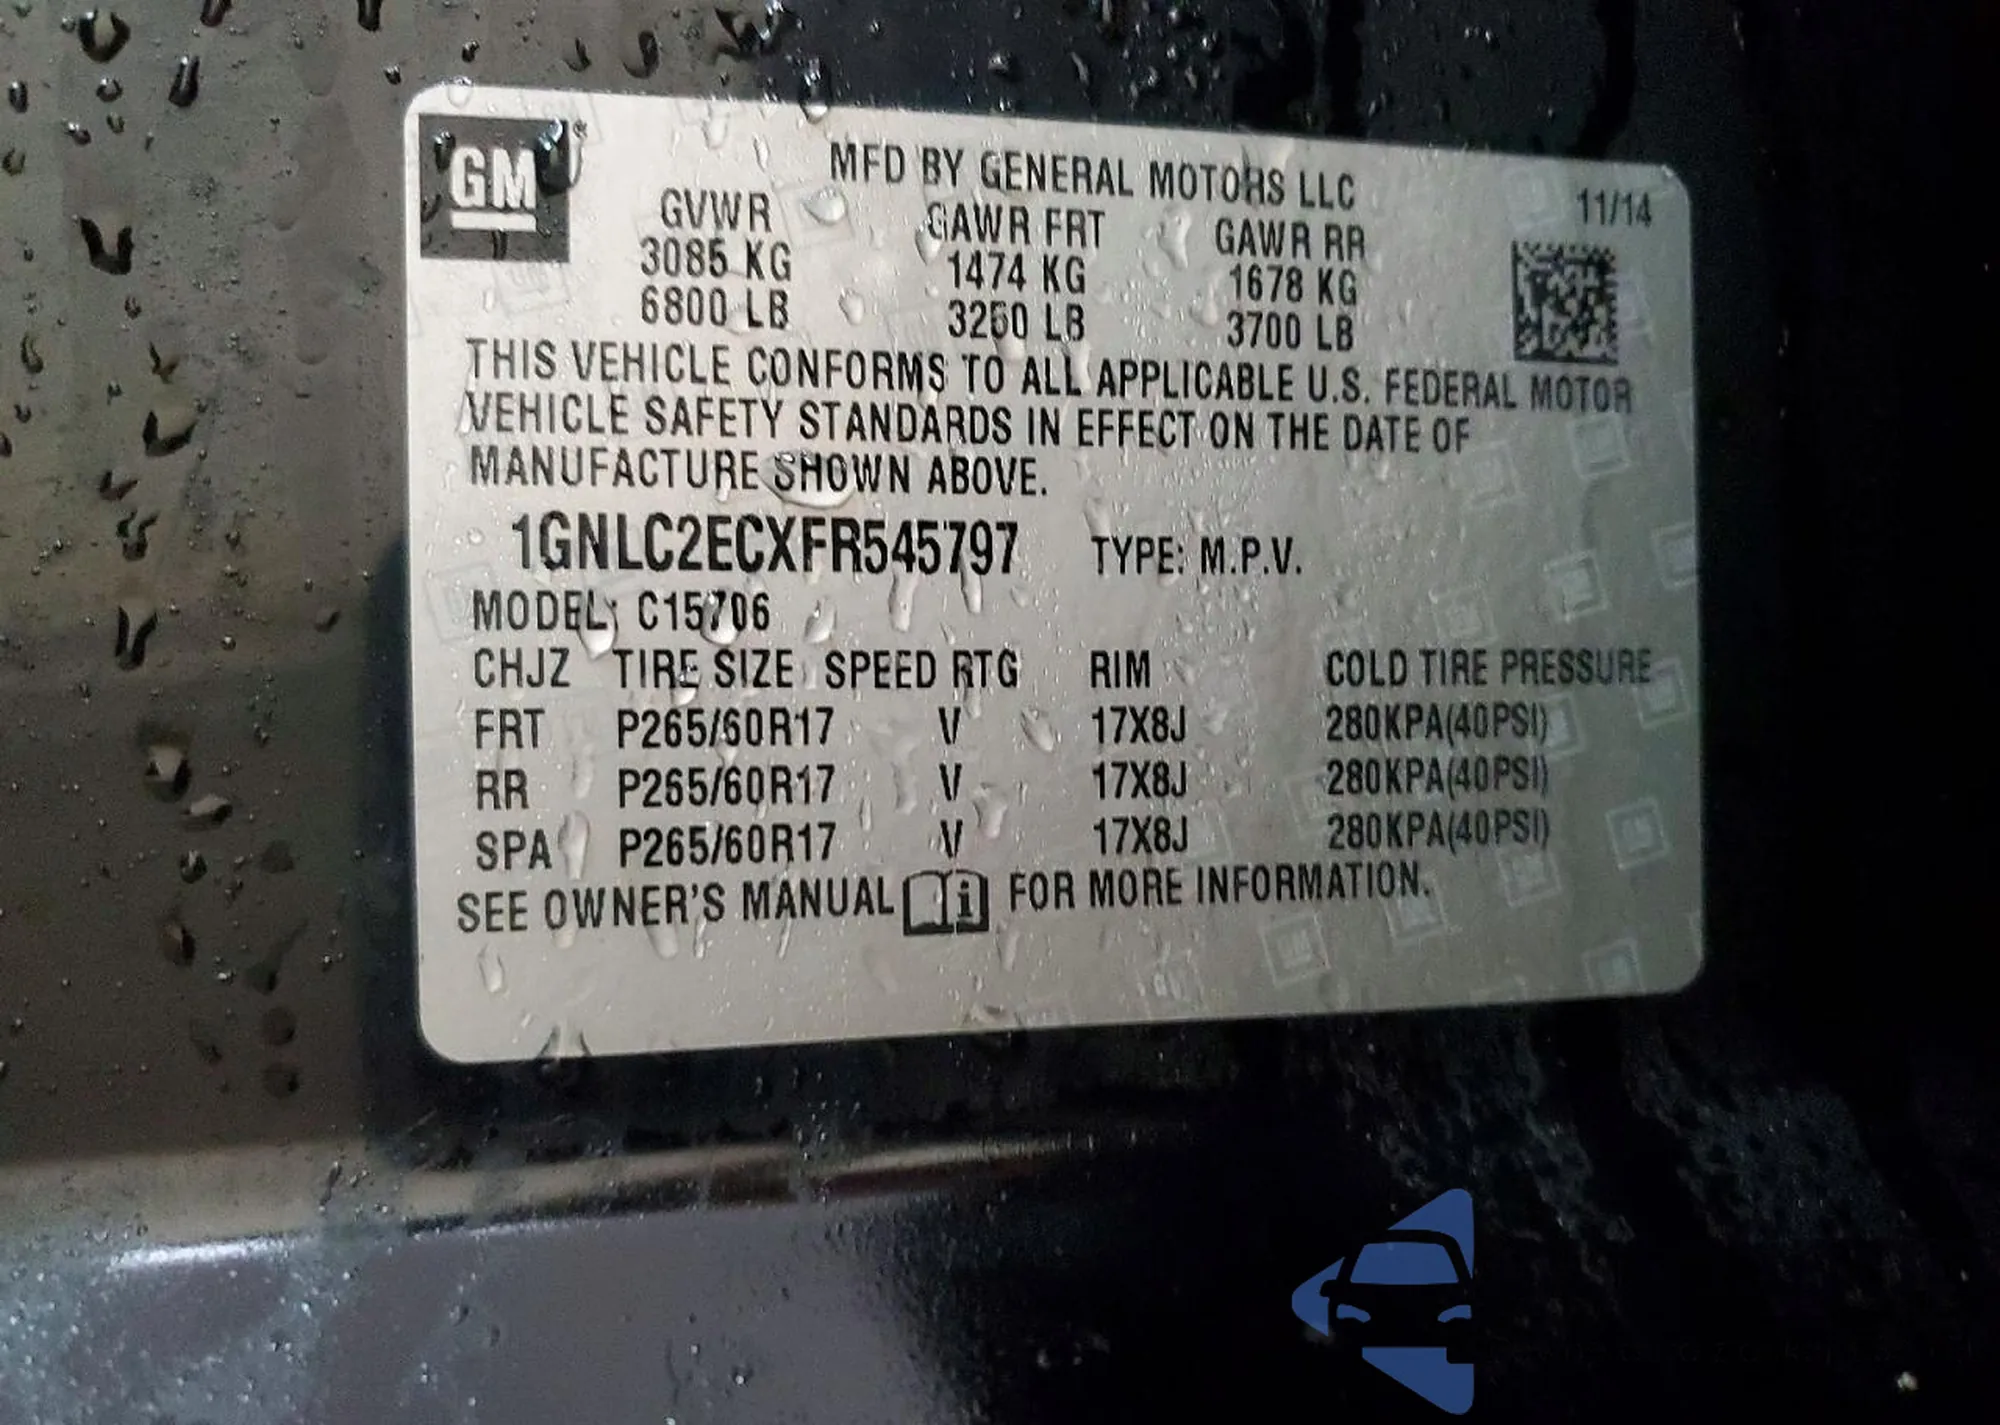 GM
MFD BY GENERAL MOTORS LLC
11/14
GVWR GAWR FRT GAWR RR
3085 KG 1474 KG 1678 KG
6800 LB 3250 LB 3700 LB
THIS VEHICLE CONFORMS TO ALL APPLICABLE U.S. FEDERAL MOTOR
VEHICLE SAFETY STANDARDS IN EFFECT ON THE DATE OF
MANUFACTURE SHOWN ABOVE.
1GNLC2ECXFR545797 TYPE: M.P.V.
MODEL: C15706
CHJZ TIRE SIZE SPEED RTG RIM COLD TIRE PRESSURE
FRT P265/60R17 V 17X8J 280KPA(40PSI)
RR P265/60R17 V 17X8J 280KPA(40PSI)
SPA P265/60R17 V 17X8J 280KPA(40PSI)
SEE OWNER'S MANUAL i FOR MORE INFORMATION.